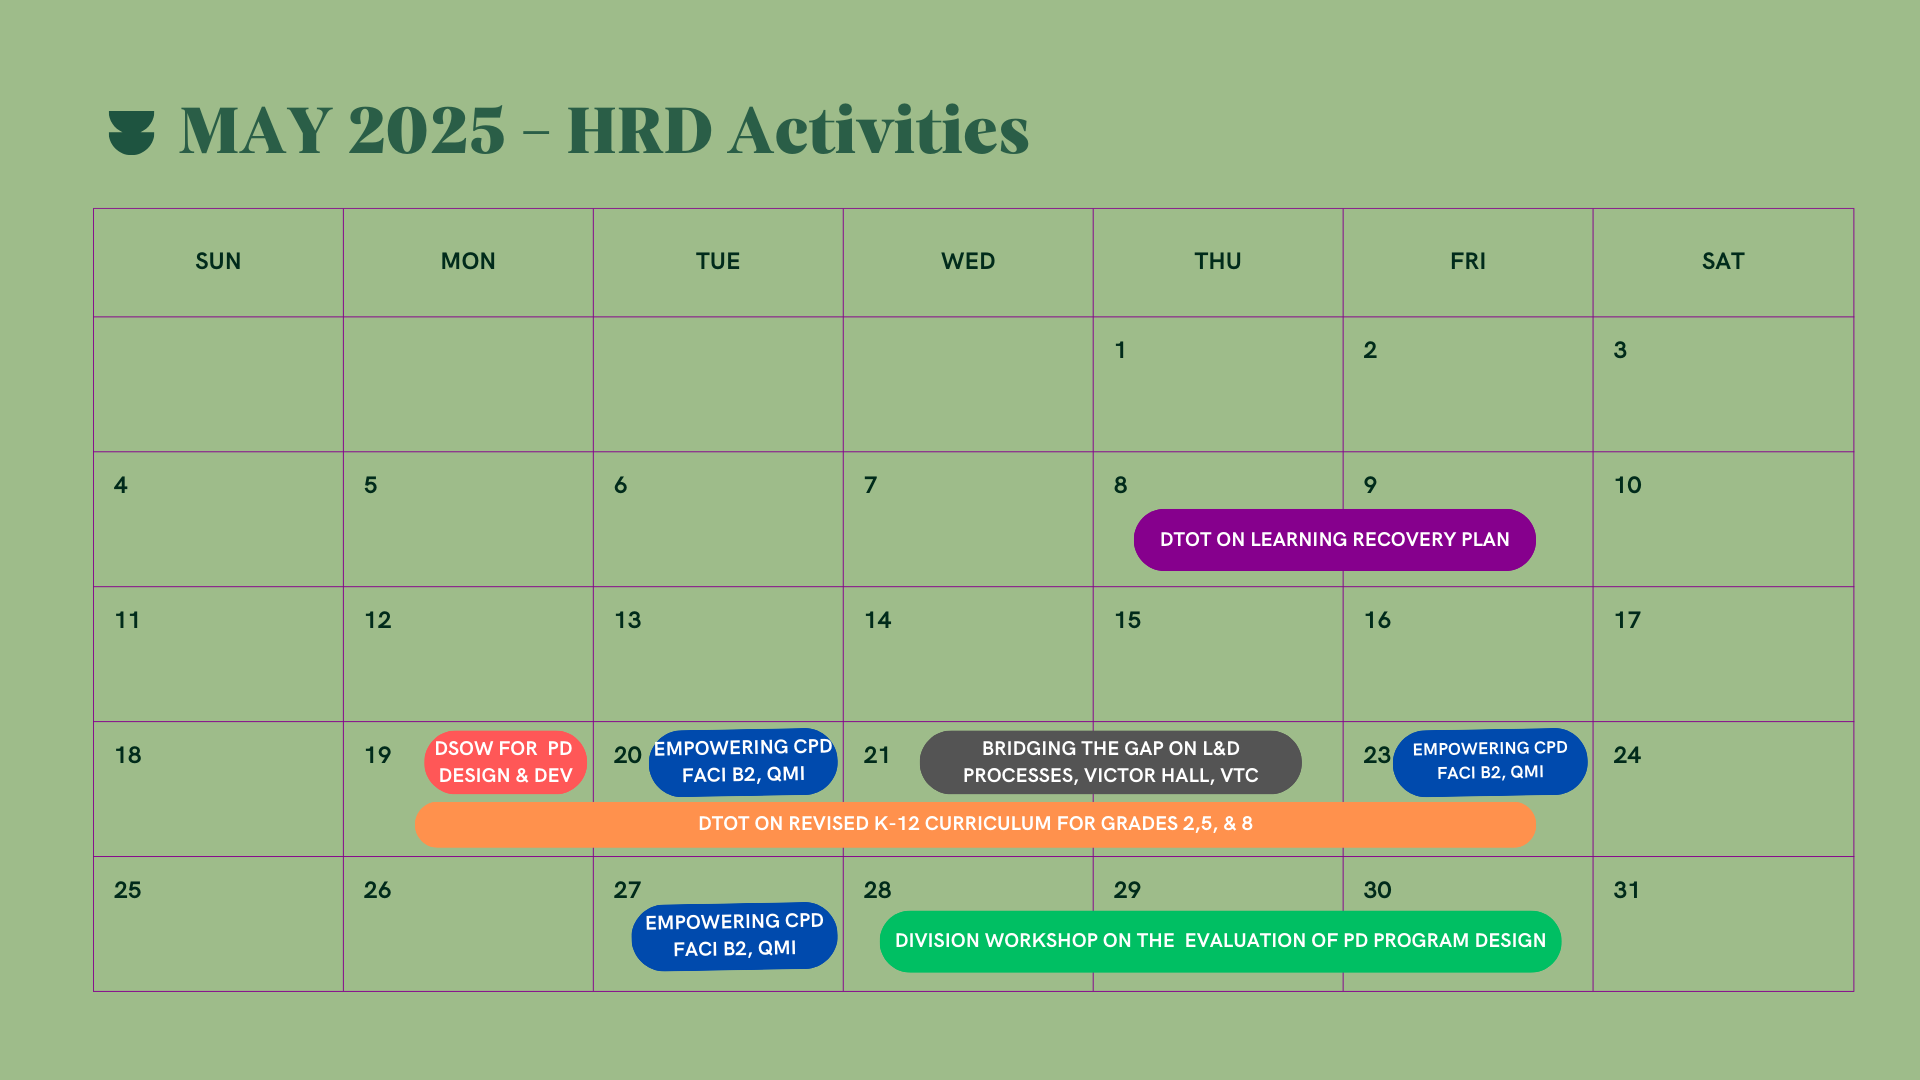 MAY 2025 – HRD Activities
SUN MON TUE WED THU FRI SAT
1 2 3
4 5 6 7 8 9 10
DTOT ON LEARNING RECOVERY PLAN
11 12 13 14 15 16 17
18 19 20 21 23 24
DSOW FOR PD
DESIGN & DEV
EMPOWERING CPD
FACI B2, QMI
BRIDGING THE GAP ON L&D
PROCESSES, VICTOR HALL, VTC
EMPOWERING CPD
FACI B2, QMI
DTOT ON REVISED K-12 CURRICULUM FOR GRADES 2,5, & 8
25 26 27 28 29 30 31
EMPOWERING CPD
FACI B2, QMI
DIVISION WORKSHOP ON THE EVALUATION OF PD PROGRAM DESIGN